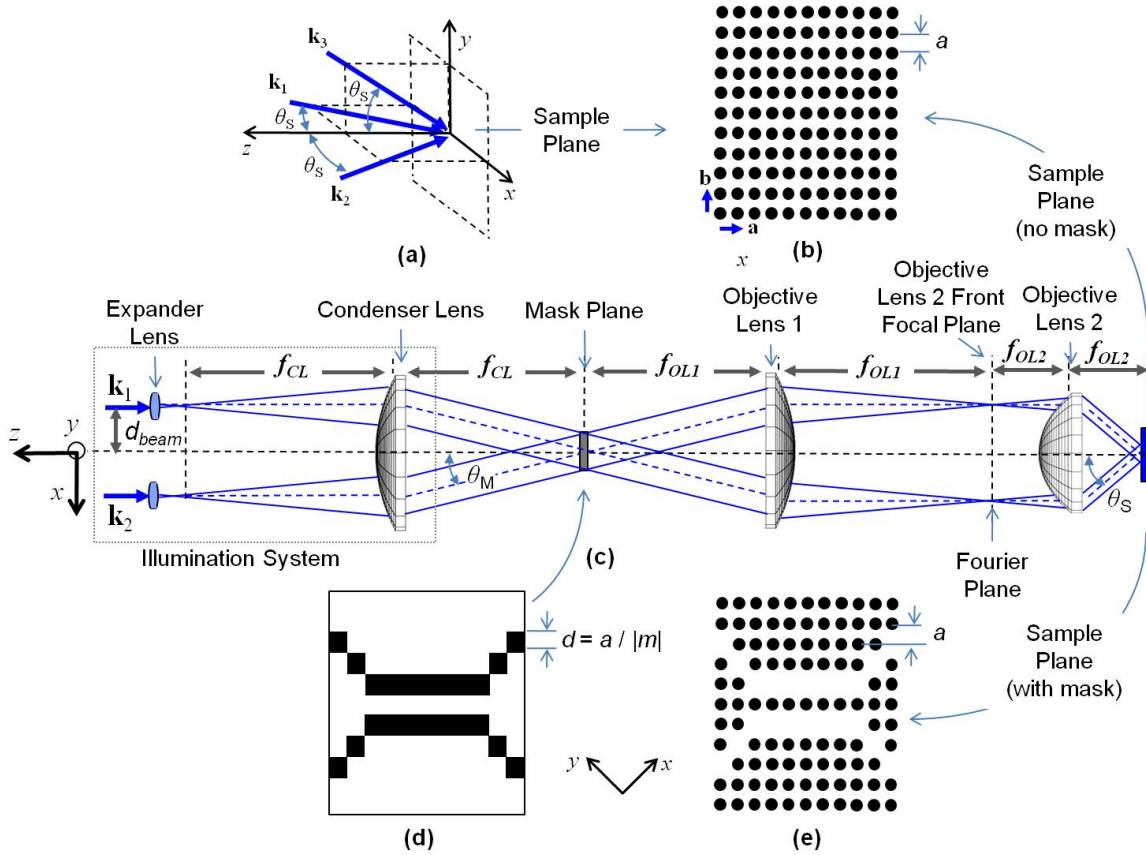 k3
y
k1
θS
θS
z
θS
k2
x
(a)
Sample
Plane
a
b
a
x
(b)
Sample
Plane
(no mask)
Expander
Lens
Condenser Lens
Mask Plane
Objective
Lens 1
Objective
Lens 2 Front
Focal Plane
Objective
Lens 2
fCL
fCL
fOL1
fOL1
fOL2
fOL2
k1
dbeam
z
y
x
θM
θS
k2
Illumination System
(c)
Fourier
Plane
d = a / |m|
a
Sample
Plane
(with mask)
y
x
(d)
(e)